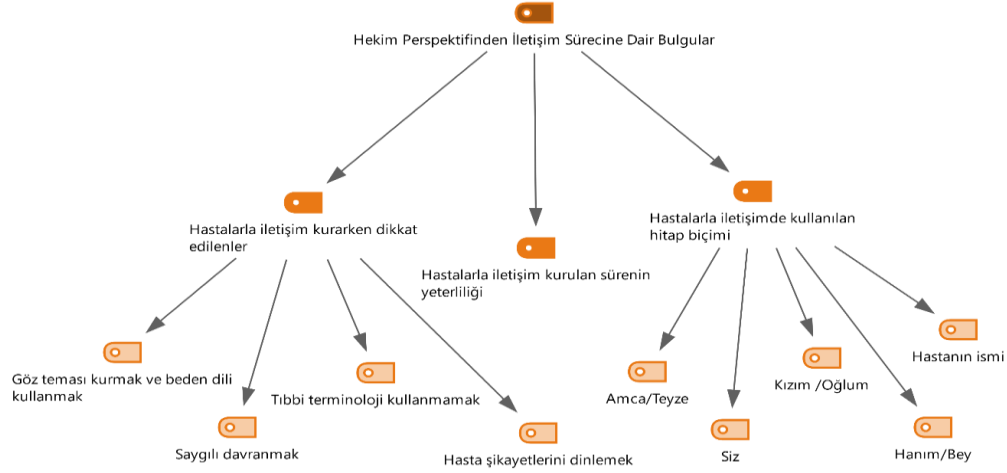 Hekim Perspektifinden İletişim Sürecine Dair Bulgular
Hastalarla iletişim kurarken dikkat
edilenler
Hastalarla iletişim kurulan sürenin
yeterliliği
Hastalarla iletişimde kullanılan
hitap biçimi
Göz teması kurmak ve beden dili
kullanmak
Saygılı davranmak
Tıbbi terminoloji kullanmamak
Hasta şikayetlerini dinlemek
Amca/Teyze
Siz
Kızım /Oğlum
Hanım/Bey
Hastanın ismi